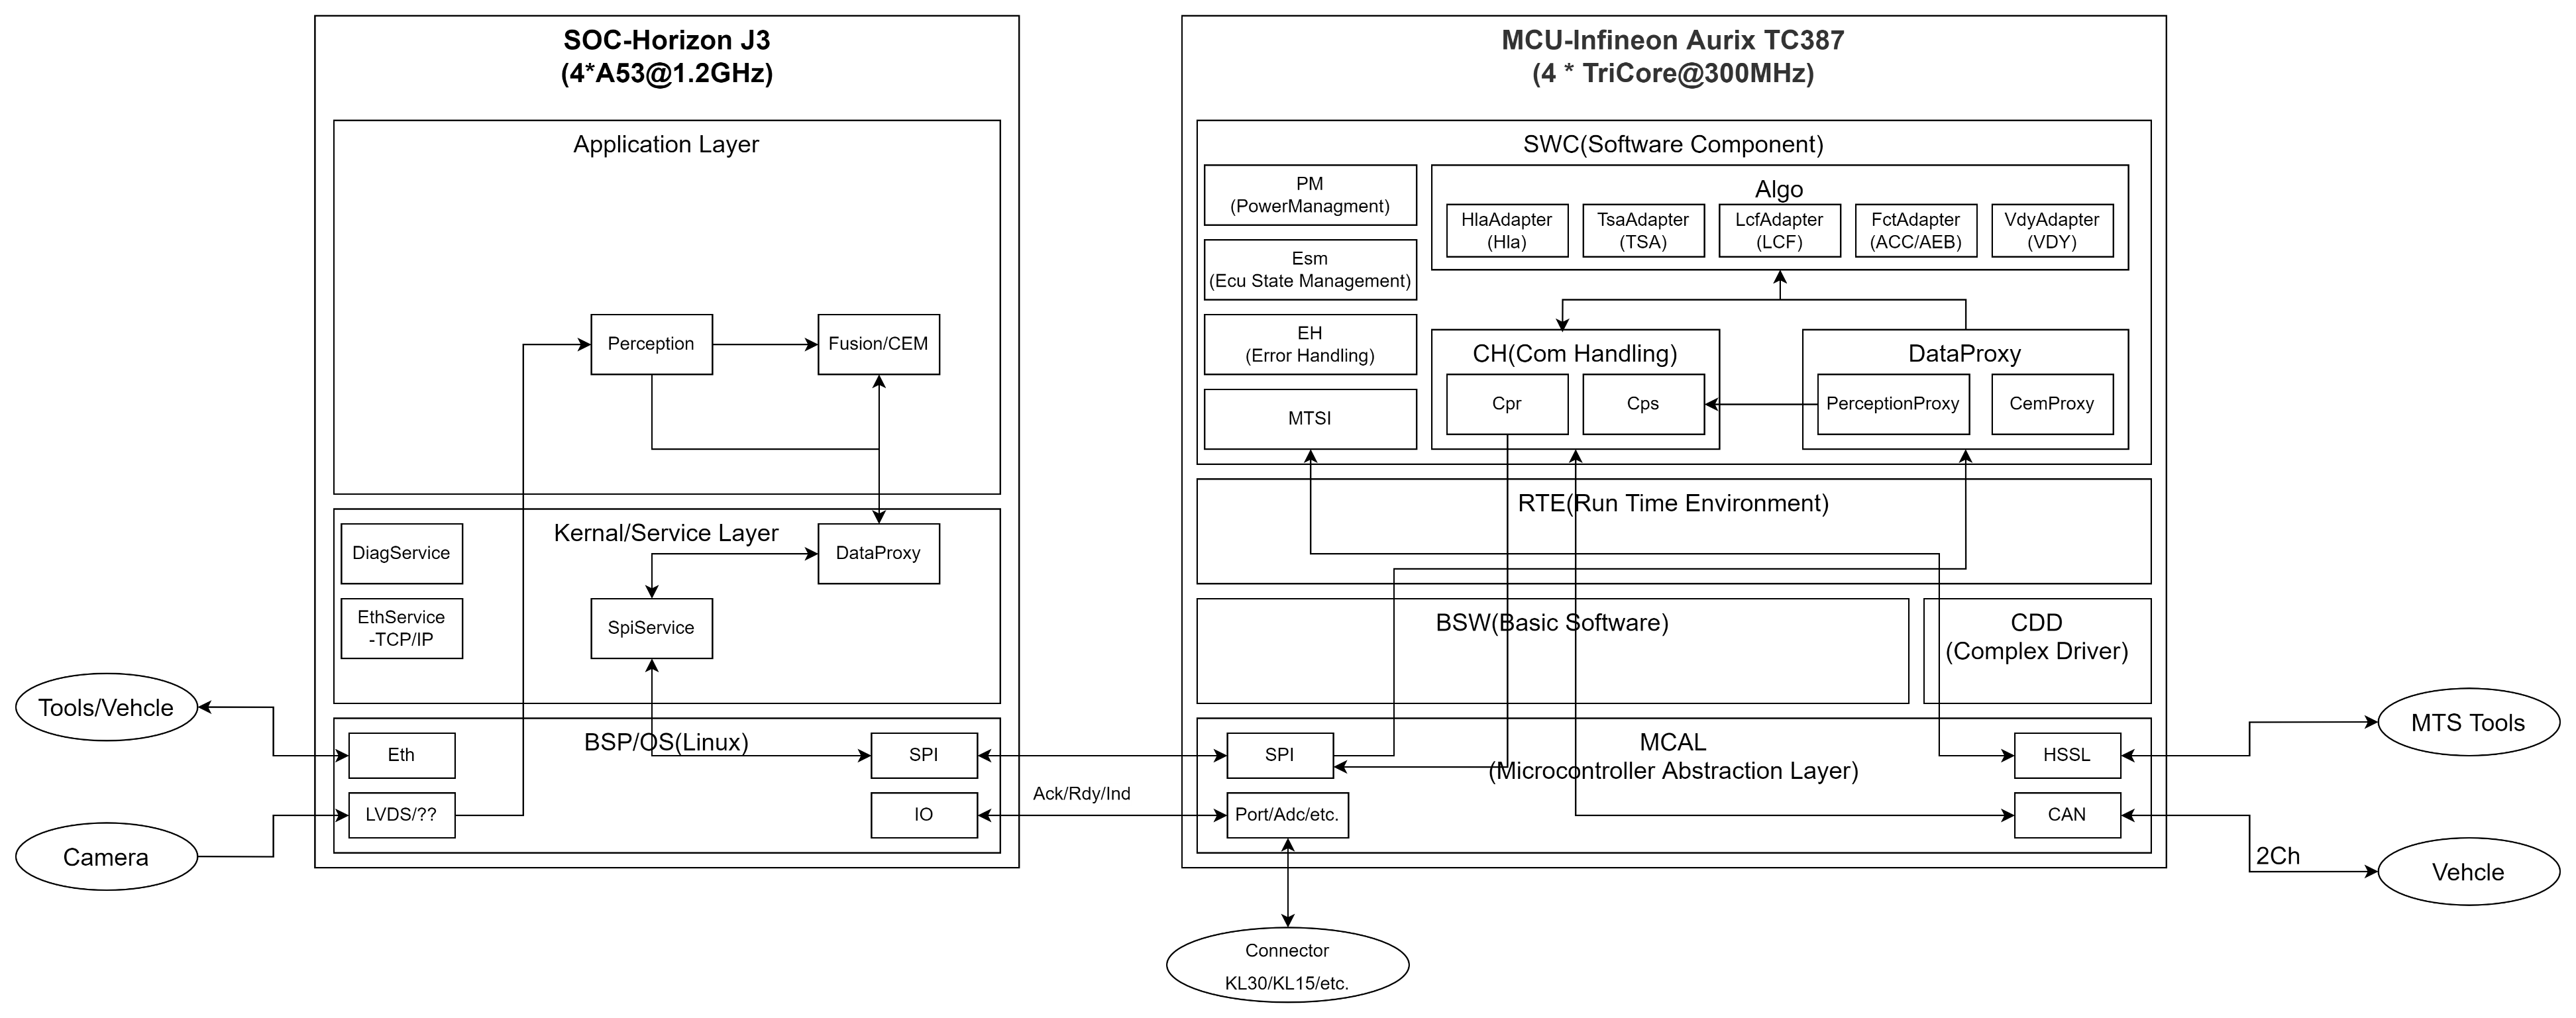 SOC-Horizon J3
(4*A53@1.2GHz)
Application Layer
Perception
Fusion/CEM
Kernal/Service Layer
DiagService
DataProxy
EthService
-TCP/IP
SpiService
BSP/OS(Linux)
Eth
SPI
LVDS/??
IO
Tools/Vehcle
Camera
Ack/Rdy/Ind
MCU-Infineon Aurix TC387
(4 * TriCore@300MHz)
SWC(Software Component)
PM
(PowerManagment)
Esm
(Ecu State Management)
EH
(Error Handling)
MTSI
Algo
HlaAdapter
(Hla)
TsaAdapter
(TSA)
LcfAdapter
(LCF)
FctAdapter
(ACC/AEB)
VdyAdapter
(VDY)
CH(Com Handling)
Cpr
Cps
DataProxy
PerceptionProxy
CemProxy
RTE(Run Time Environment)
BSW(Basic Software)
CDD
(Complex Driver)
MCAL
(Microcontroller Abstraction Layer)
SPI
Port/Adc/etc.
HSSL
CAN
MTS Tools
2Ch
Vehcle
Connector
KL30/KL15/etc.